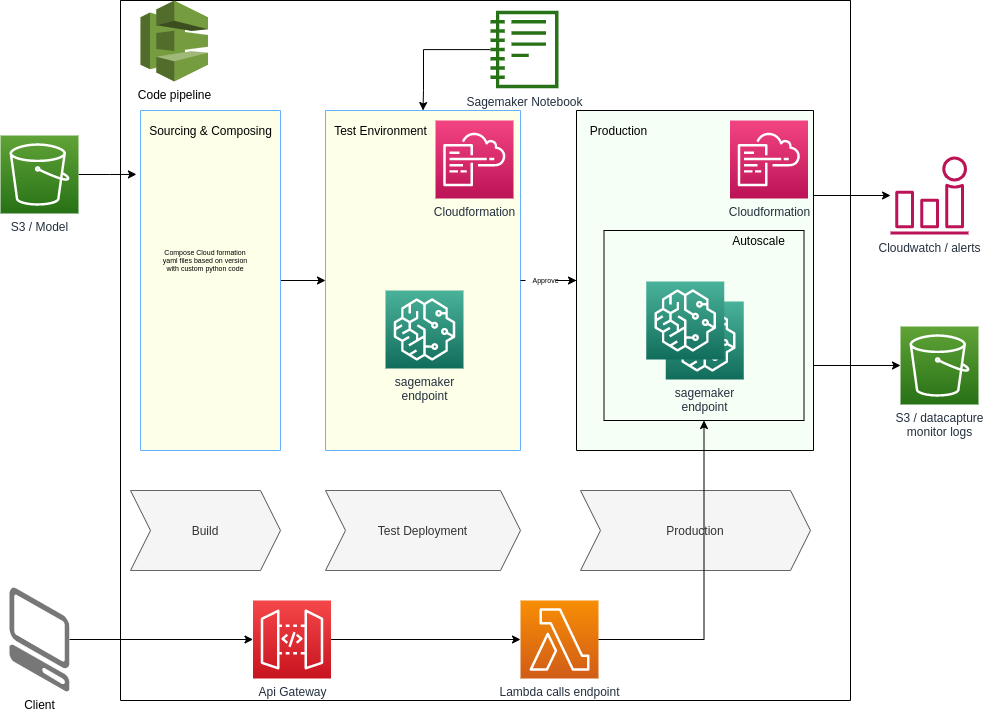 Code pipeline
Sagemaker Notebook
Sourcing & Composing
Test Environment
Production
S3 / Model
Cloudformation
Cloudformation
Autoscale
Cloudwatch / alerts
Compose Cloud formation
yaml files based on version
with custom python code
Approve
sagemaker
endpoint
sagemaker
endpoint
S3 / datacapture
monitor logs
Build
Test Deployment
Production
Client
Api Gateway
Lambda calls endpoint